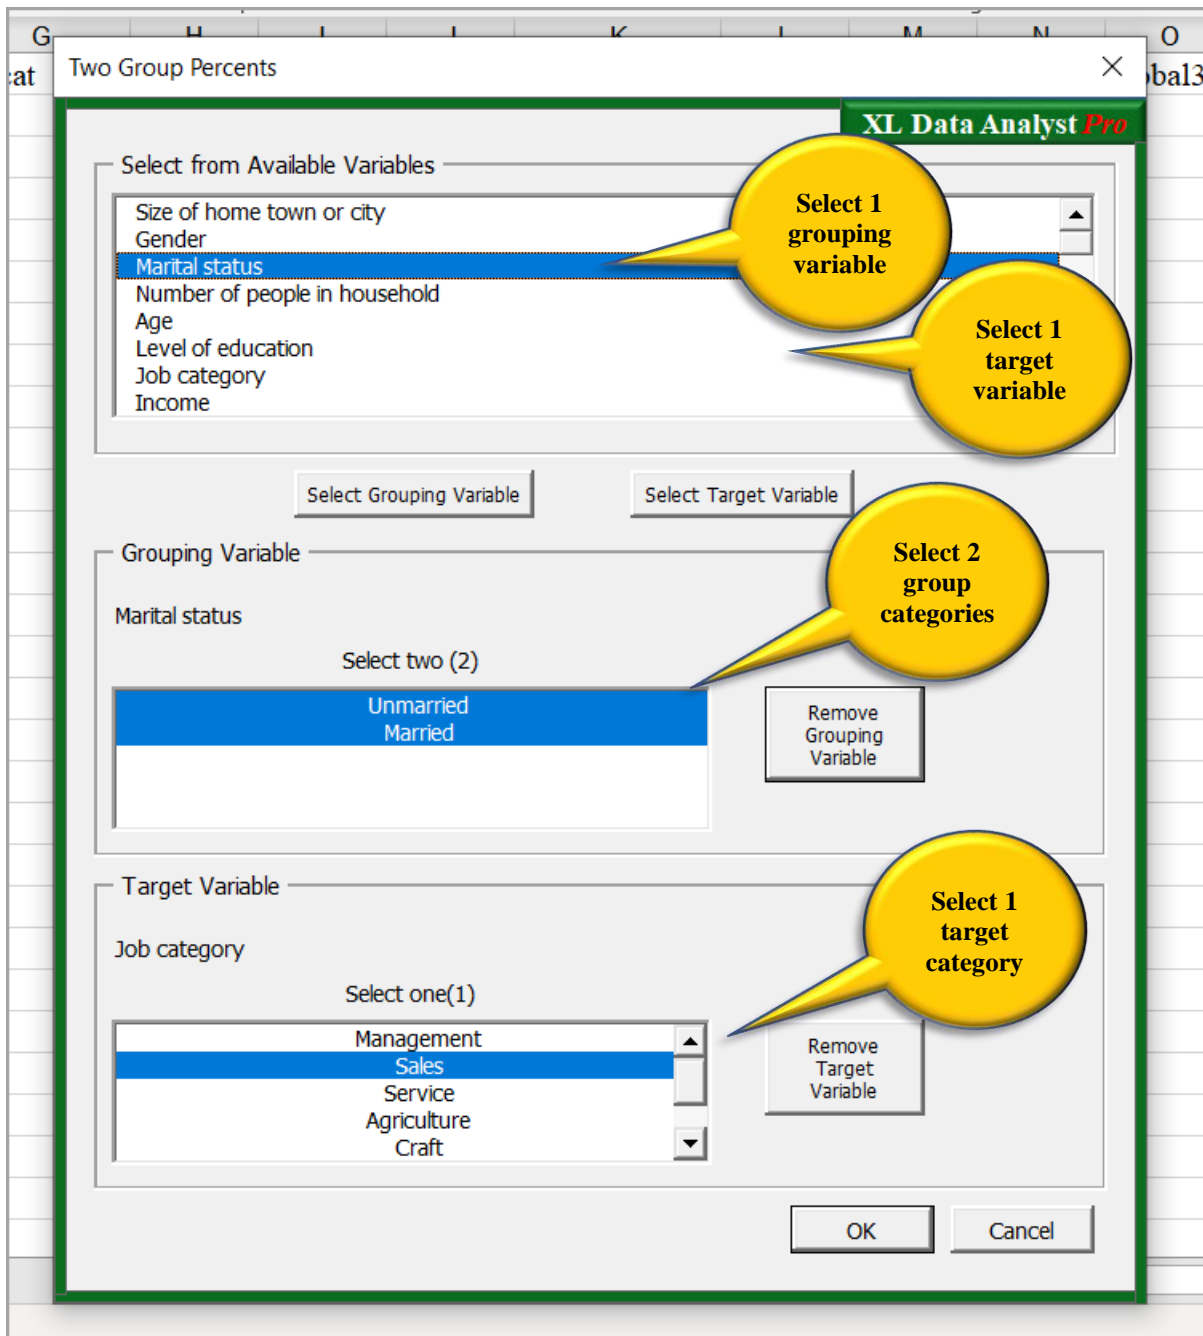 G H I J K L M N O
Two Group Percents
cat
obal3
XL Data Analyst Pro
Select from Available Variables
Size of home town or city
Gender
Marital status
Number of people in household
Age
Level of education
Job category
Income
Select 1
grouping
variable
Select 1
target
variable
Select Grouping Variable
Select Target Variable
Grouping Variable
Marital status
Select two (2)
Unmarried
Married
Remove
Grouping
Variable
Select 2
group
categories
Target Variable
Job category
Select one(1)
Management
Sales
Service
Agriculture
Craft
Remove
Target
Variable
Select 1
target
category
OK
Cancel